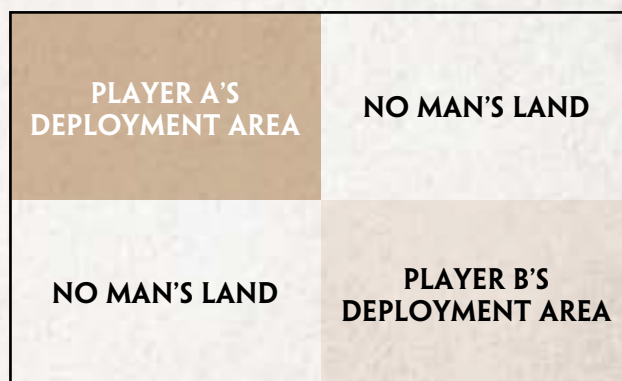 PLAYER A'S
DEPLOYMENT AREA
NO MAN'S LAND
NO MAN'S LAND
PLAYER B'S
DEPLOYMENT AREA